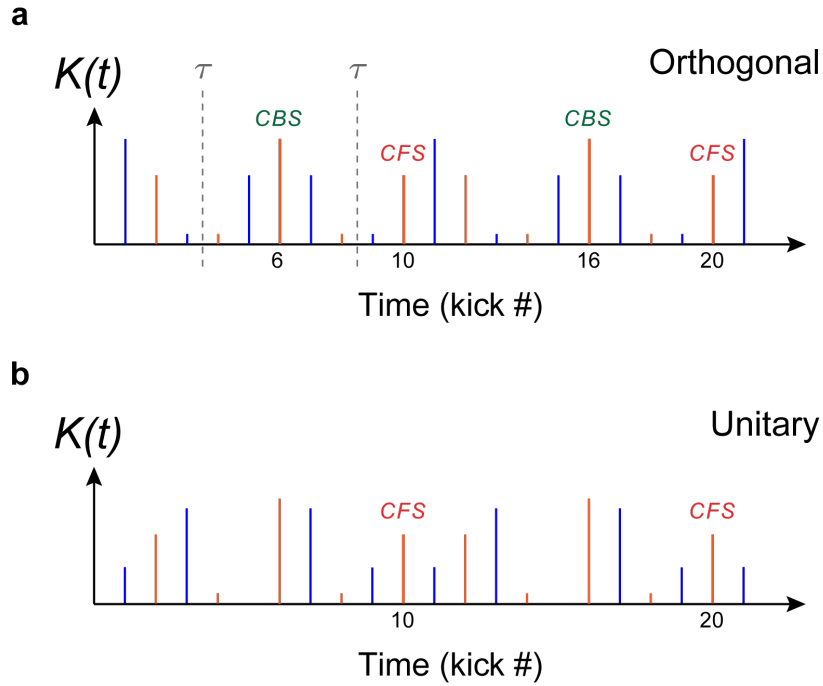 a
Orthogonal
K(t)
τ τ
CBS CBS
CFS CFS
6 10 16 20
Time (kick #)
b
Unitary
K(t)
CFS CFS
10 20
Time (kick #)